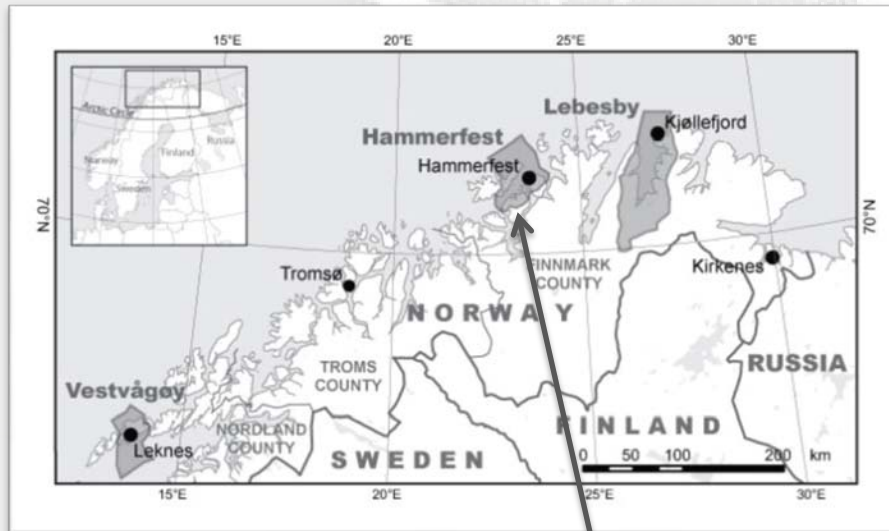 15°E 20°E 25°E 30°E
Arctic Circle
Norway
Sweden
Finland
Russia
Lebesby
Kjøllefjord
Hammerfest
Hammerfest
70°N
70°N
Tromsø
FINNMARK
COUNTY
Kirkenes
NORWAY
TROMS
COUNTY
RUSSIA
Vestvågøy
Leknes
NORDLAND
COUNTY
FINLAND
SWEDEN
0 50 100 200 km
15°E 20°E 25°E 30°E